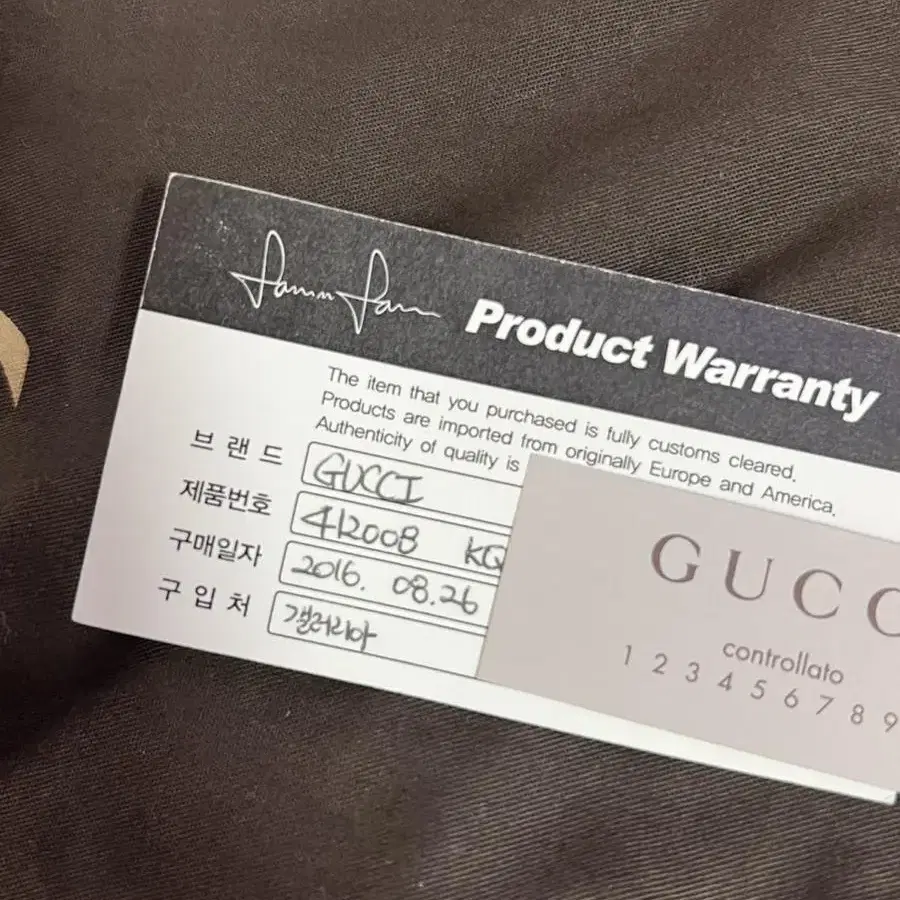 Product Warranty
The item that you purchased is fully customs cleared.
Products are imported from originally Europe and America.
Authenticity of quality is
브랜드 GUCCI
제품번호 412008 KQ
구매일자 2016. 08.26
구입처 갤러리아
GUCC
controllato
1 2 3 4 5 6 7 8 9